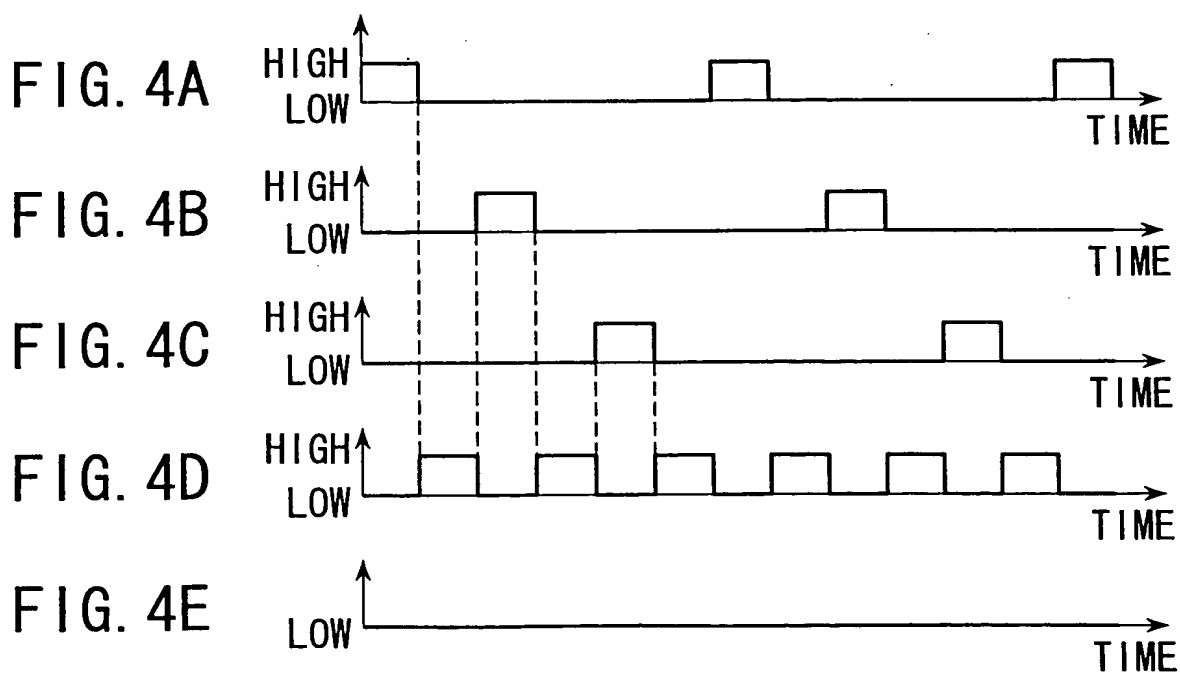 FIG. 4A
HIGH
LOW
TIME
FIG. 4B
HIGH
LOW
TIME
FIG. 4C
HIGH
LOW
TIME
FIG. 4D
HIGH
LOW
TIME
FIG. 4E
LOW
TIME